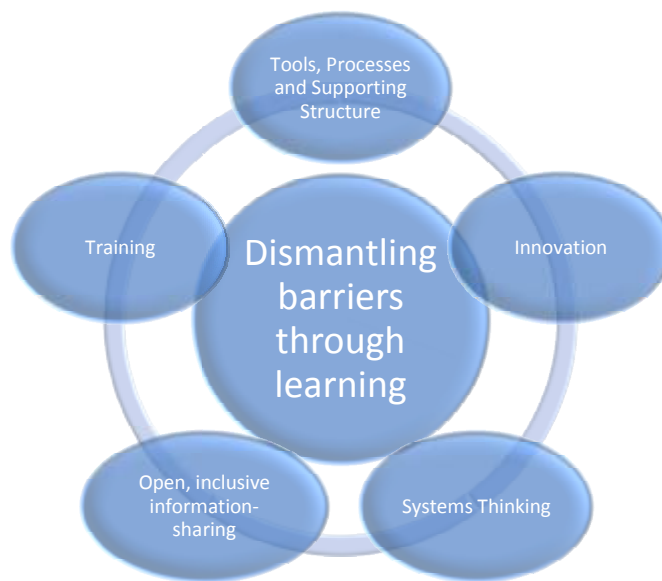 Tools, Processes
and Supporting
Structure
Training
Dismantling
barriers
through
learning
Innovation
Open, inclusive
information-
sharing
Systems Thinking